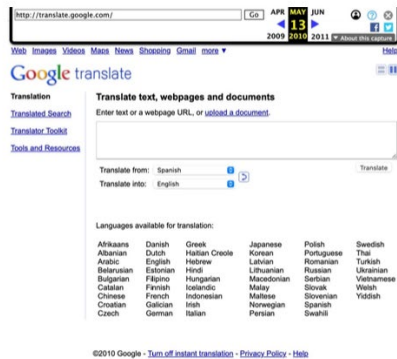 http://translate.google.com/ Go APR MAY JUN
13
2009 2010 2011 About this capture
Web Images Videos Maps News Shopping Gmail more ▼ Help
Google translate
Translation
Translated Search
Translator Toolkit
Tools and Resources
Translate text, webpages and documents
Enter text or a webpage URL, or upload a document.
Translate from: Spanish
Translate into: English
Translate
Languages available for translation:
Afrikaans Danish Greek Japanese Polish Swedish
Albanian Dutch Haitian Creole Korean Portuguese Thai
Arabic English Hebrew Latvian Romanian Turkish
Belarusian Estonian Hindi Lithuanian Russian Ukrainian
Bulgarian Filipino Hungarian Macedonian Serbian Vietnamese
Catalan Finnish Icelandic Malay Slovak Welsh
Chinese French Indonesian Maltese Slovenian Yiddish
Croatian Galician Irish Norwegian Spanish
Czech German Italian Persian Swahili
©2010 Google - Turn off instant translation - Privacy Policy - Help